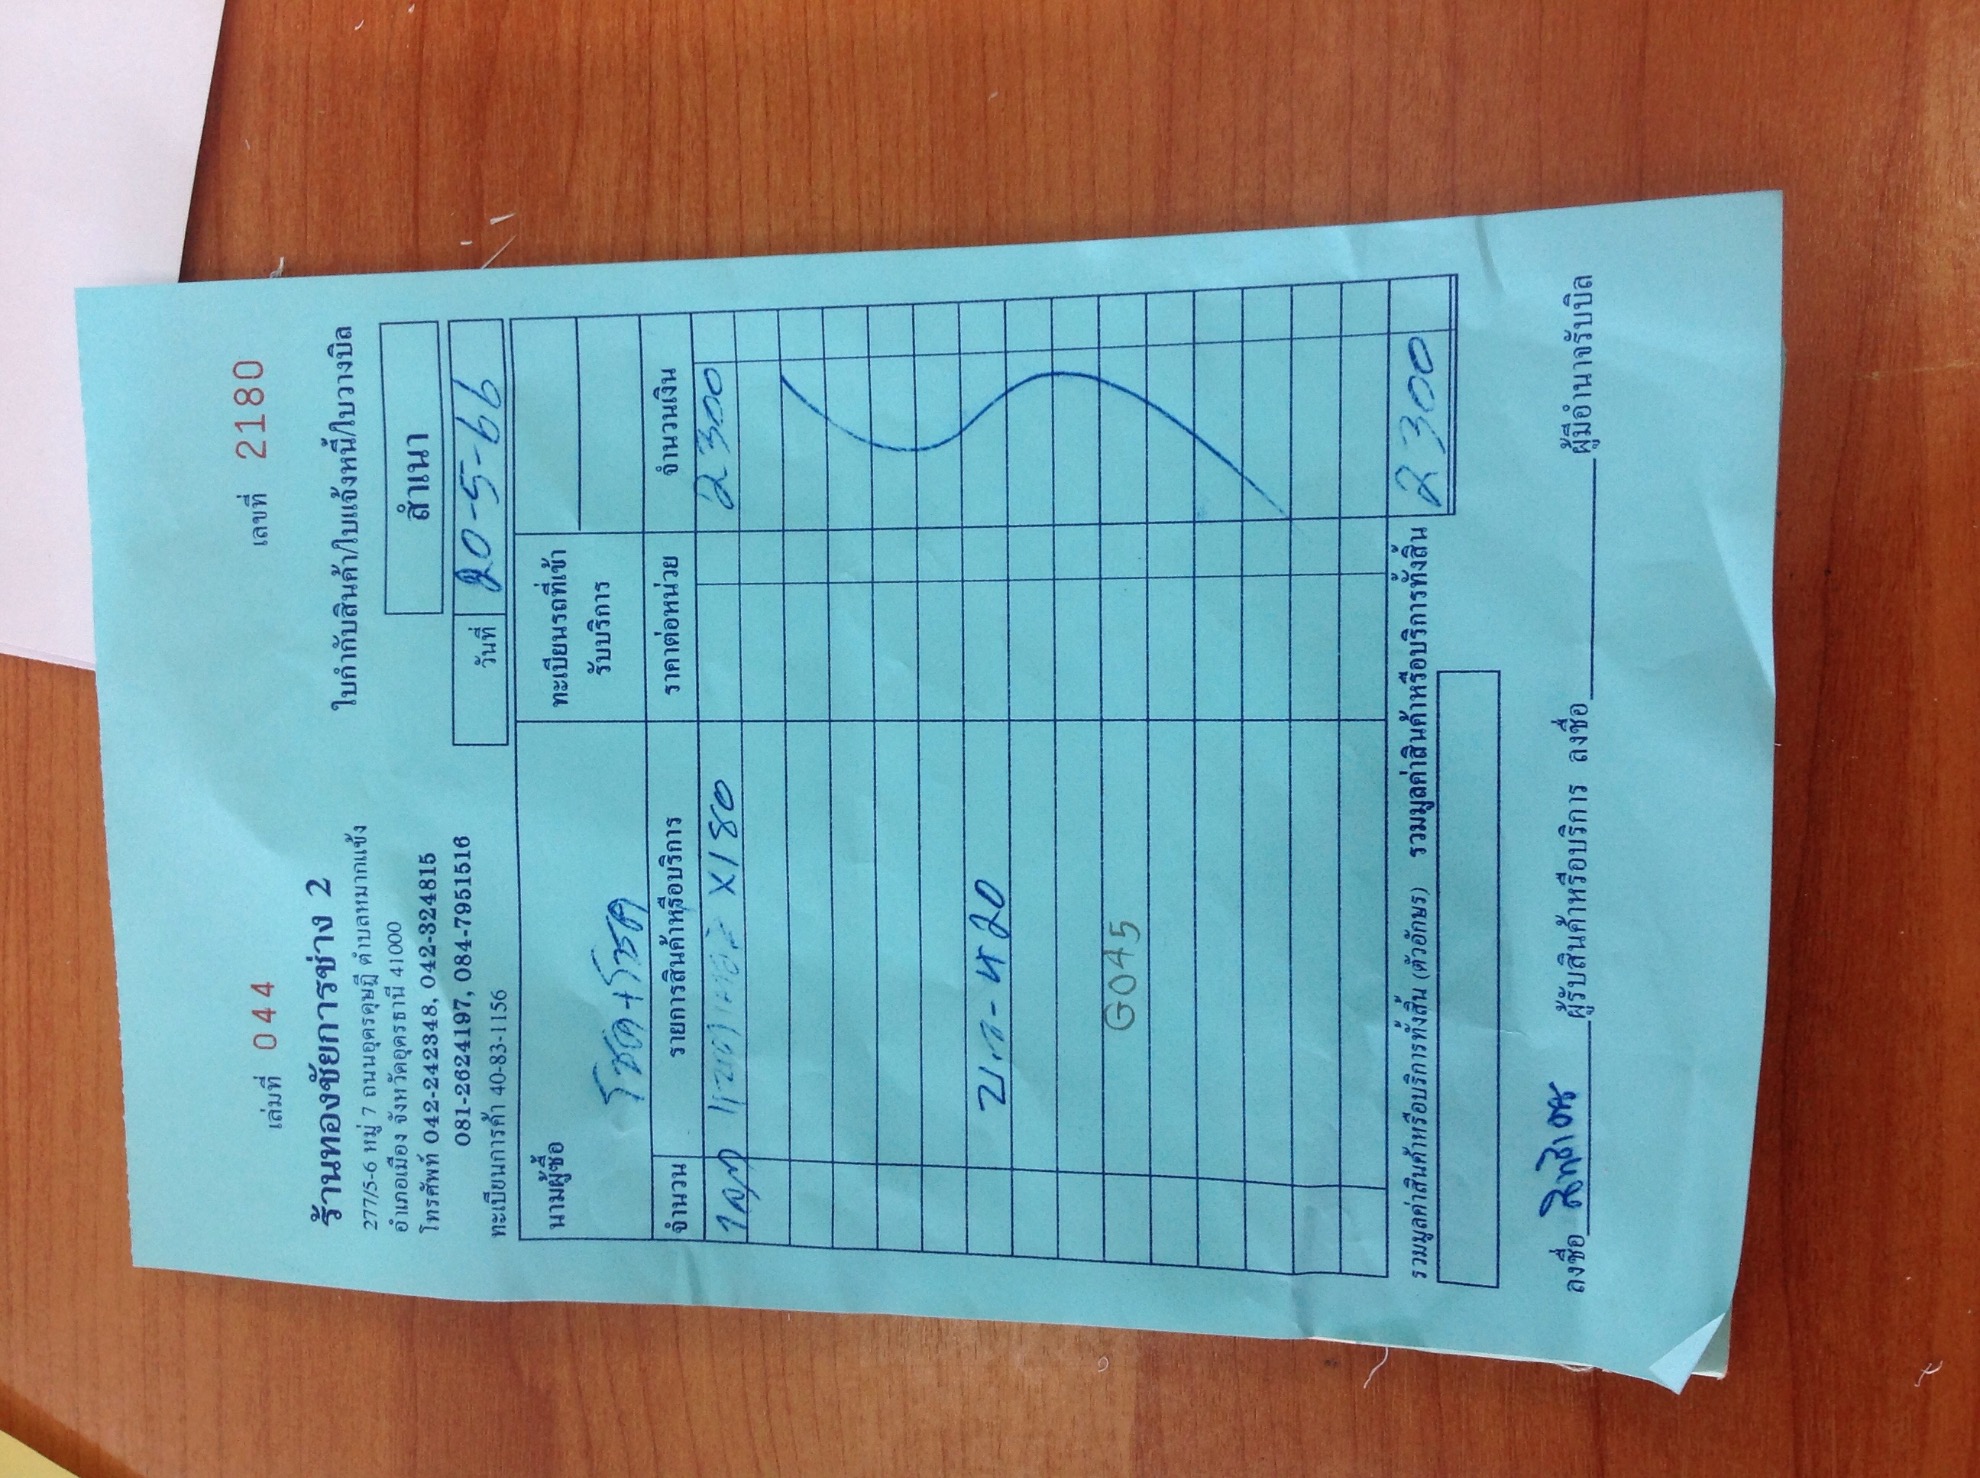 เล่มที่ 044 เลขที่ 2180
ร้านทองชัยการช่าง 2
ใบกำกับสินค้า/ใบแจ้งหนี้/ใบวางบิล
277/5-6 หมู่ 7 ถนนอุดรดุษฎี ตำบลหมากแข้ง
อำเภอเมือง จังหวัดอุดรธานี 41000
สำเนา
โทรศัพท์ 042-242348, 042-324815
081-2624197, 084-7951516
วันที่ 20-5-66
ทะเบียนการค้า 40-83-1156
นามผู้ซื้อ
โชค+โชค
ทะเบียนรถที่เข้า
รับบริการ
จำนวน รายการสินค้าหรือบริการ ราคาต่อหน่วย จำนวนเงิน
X180 2300
G045
รวมมูลค่าสินค้าหรือบริการทั้งสิ้น (ตัวอักษร) รวมมูลค่าสินค้าหรือบริการทั้งสิ้น 2300
ลงชื่อ ผู้รับสินค้าหรือบริการ ลงชื่อ ผู้มีอำนาจรับบิล